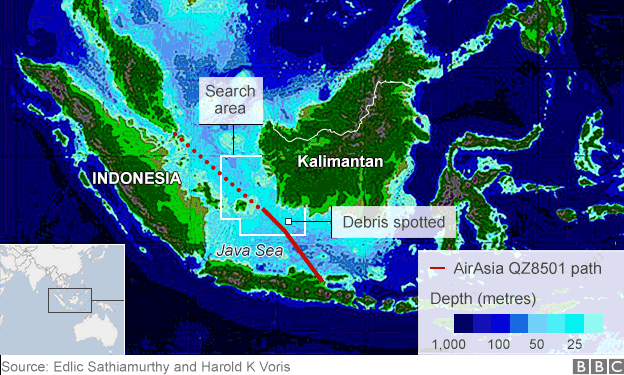 Search
area
Kalimantan
INDONESIA
Debris spotted
Java Sea
AirAsia QZ8501 path
Depth (metres)
1,000 100 50 25
Source: Edlic Sathiamurthy and Harold K Voris
BBC